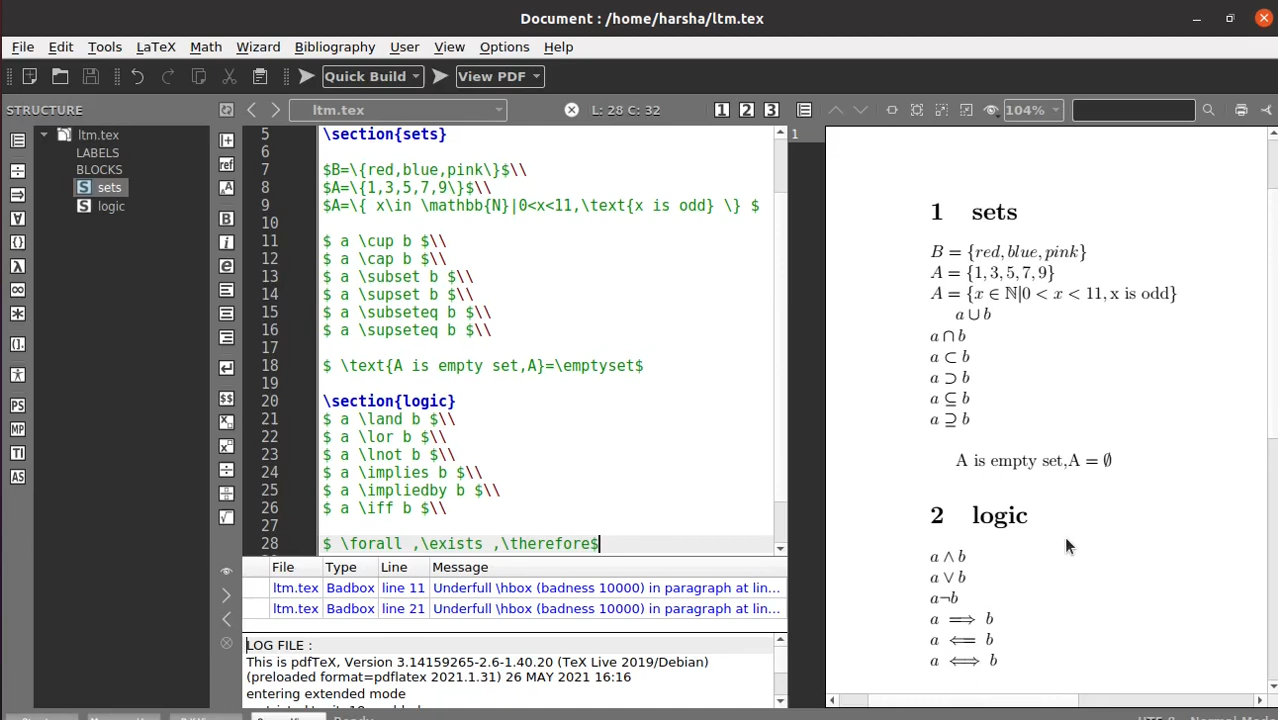 Document : /home/harsha/ltm.tex
File Edit Tools LaTeX Math Wizard Bibliography User View Options Help
Quick Build View PDF
STRUCTURE ltm.tex L: 28 C: 32 1 2 3 104%
ltm.tex
LABELS
BLOCKS
sets
logic
5 \section{sets}
6
7 $B=\{red,blue,pink\}$\\
8 $A=\{1,3,5,7,9\}$\\
9 $A=\{ x\in \mathbb{N}|0<x<11,\text{x is odd} \} $
10
11 $ a \cup b $\\
12 $ a \cap b $\\
13 $ a \subset b $\\
14 $ a \supset b $\\
15 $ a \subseteq b $\\
16 $ a \supseteq b $\\
17
18 $ \text{A is empty set,A}=\emptyset$
19
20 \section{logic}
21 $ a \land b $\\
22 $ a \lor b $\\
23 $ a \lnot b $\\
24 $ a \implies b $\\
25 $ a \impliedby b $\\
26 $ a \iff b $\\
27
28 $ \forall ,\exists ,\therefore$
File Type Line Message
ltm.tex Badbox line 11 Underfull \hbox (badness 10000) in paragraph at lin...
ltm.tex Badbox line 21 Underfull \hbox (badness 10000) in paragraph at lin...
LOG FILE :
This is pdfTeX, Version 3.14159265-2.6-1.40.20 (TeX Live 2019/Debian)
(preloaded format=pdflatex 2021.1.31) 26 MAY 2021 16:16
entering extended mode
1
1 sets
B = {red, blue, pink}
A = {1, 3, 5, 7, 9}
A = {x ∈ ℕ|0 < x < 11, x is odd}
a ∪ b
a ∩ b
a ⊂ b
a ⊃ b
a ⊆ b
a ⊇ b
A is empty set,A = ∅
2 logic
a ∧ b
a ∨ b
a¬b
a ⟹ b
a ⟸ b
a ⟺ b